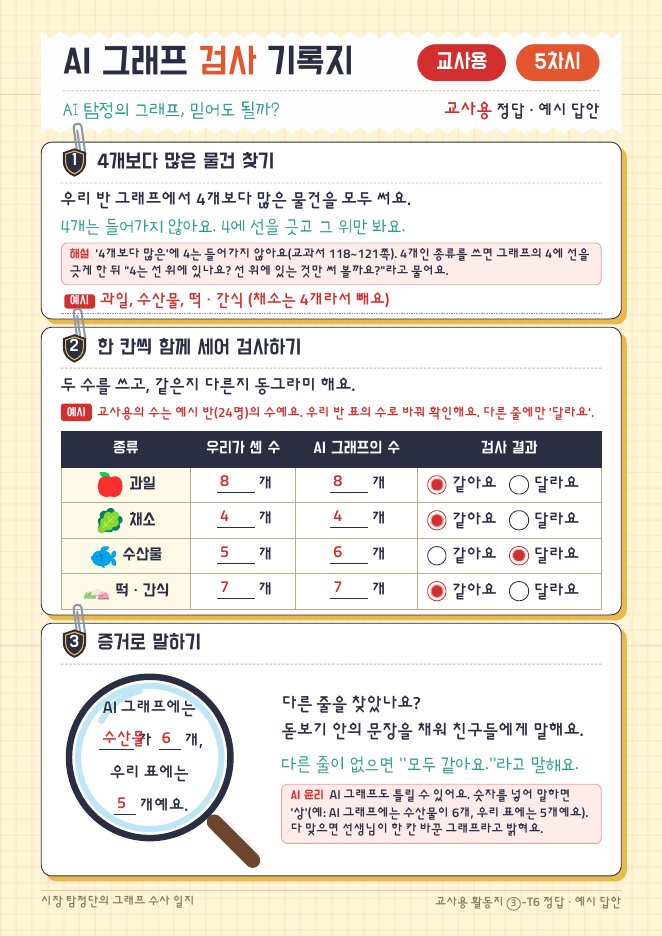 AI 그래프 검사 기록지
교사용
5차시
AI 탐정의 그래프, 믿어도 될까?
교사용 정답 · 예시 답안
1 4개보다 많은 물건 찾기
우리 반 그래프에서 4개보다 많은 물건을 모두 써요.
4개는 들어가지 않아요. 4에 선을 긋고 그 위만 봐요.
해설 '4개보다 많은'에 4는 들어가지 않아요(교과서 118~121쪽). 4개인 종류를 쓰면 그래프의 4에 선을
긋게 한 뒤 "4는 선 위에 있나요? 선 위에 있는 것만 써 볼까요?"라고 물어요.
예시 과일, 수산물, 떡 · 간식 (채소는 4개라서 빼요)
2 한 칸씩 함께 세어 검사하기
두 수를 쓰고, 같은지 다른지 동그라미 해요.
예시 교사용의 수는 예시 반(24명)의 수예요. 우리 반 표의 수로 바꿔 확인해요. 다른 줄에만 '달라요'.
종류 우리가 센 수 AI 그래프의 수 검사 결과
과일 8 개 8 개 같아요 달라요
채소 4 개 4 개 같아요 달라요
수산물 5 개 6 개 같아요 달라요
떡 · 간식 7 개 7 개 같아요 달라요
3 증거로 말하기
AI 그래프에는
수산물가 6 개,
우리 표에는
5 개예요.
다른 줄을 찾았나요?
돋보기 안의 문장을 채워 친구들에게 말해요.
다른 줄이 없으면 "모두 같아요."라고 말해요.
AI 윤리 AI 그래프도 틀릴 수 있어요. 숫자를 넣어 말하면
'상'(예: AI 그래프에는 수산물이 6개, 우리 표에는 5개예요).
다 맞으면 선생님이 한 칸 바꾼 그래프라고 밝혀요.
시장 탐정단의 그래프 수사 일지
교사용 활동지 ③-T6 정답 · 예시 답안